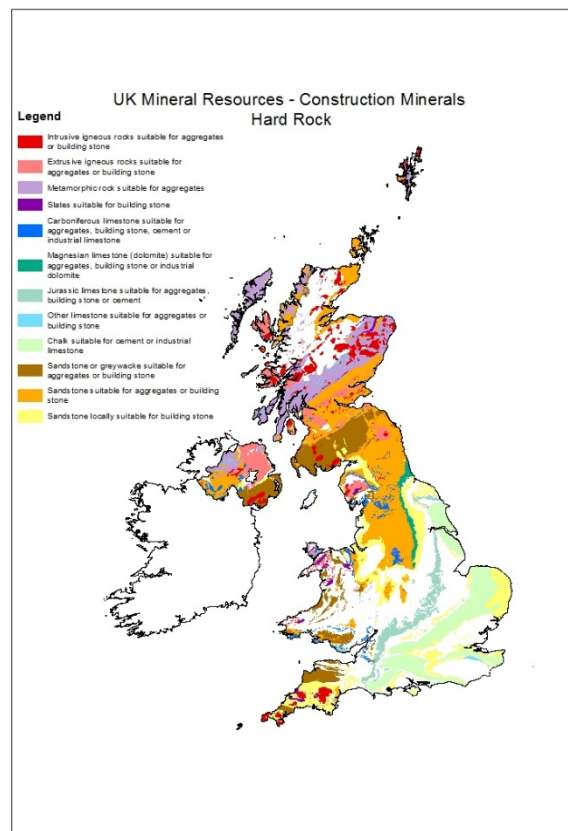 UK Mineral Resources - Construction Minerals
Hard Rock
Legend
Intrusive igneous rocks suitable for aggregates
or building stone
Extrusive igneous rocks suitable for
aggregates or building stone
Metamorphic rock suitable for aggregates
Slates suitable for building stone
Carboniferous limestone suitable for
aggregates, building stone, cement or
industrial limestone
Magnesian limestone (dolomite) suitable for
aggregates, building stone or industrial
dolomite
Jurassic limestone suitable for aggregates,
building stone or cement
Other limestone suitable for aggregates or
building stone
Chalk suitable for cement or industrial
limestone
Sandstone or greywacke suitable for
aggregates or building stone
Sandstone suitable for aggregates or building
stone
Sandstone locally suitable for building stone